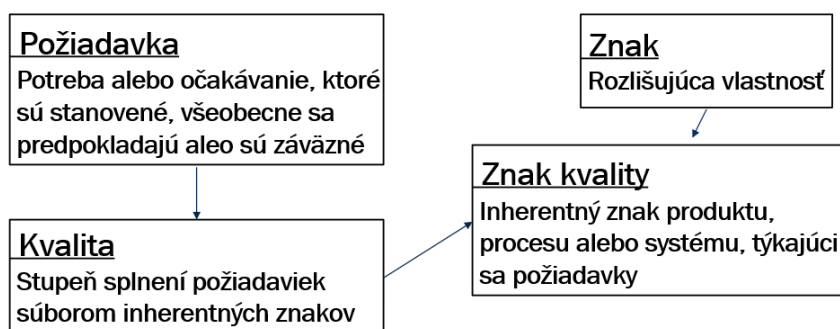 Požiadavka
Potreba alebo očakávanie, ktoré
sú stanovené, všeobecne sa
predpokladajú aleo sú záväzné
Znak
Rozlišujúca vlastnosť
Kvalita
Stupeň splnení požiadaviek
súborom inherentných znakov
Znak kvality
Inherentný znak produktu,
procesu alebo systému, týkajúci
sa požiadavky